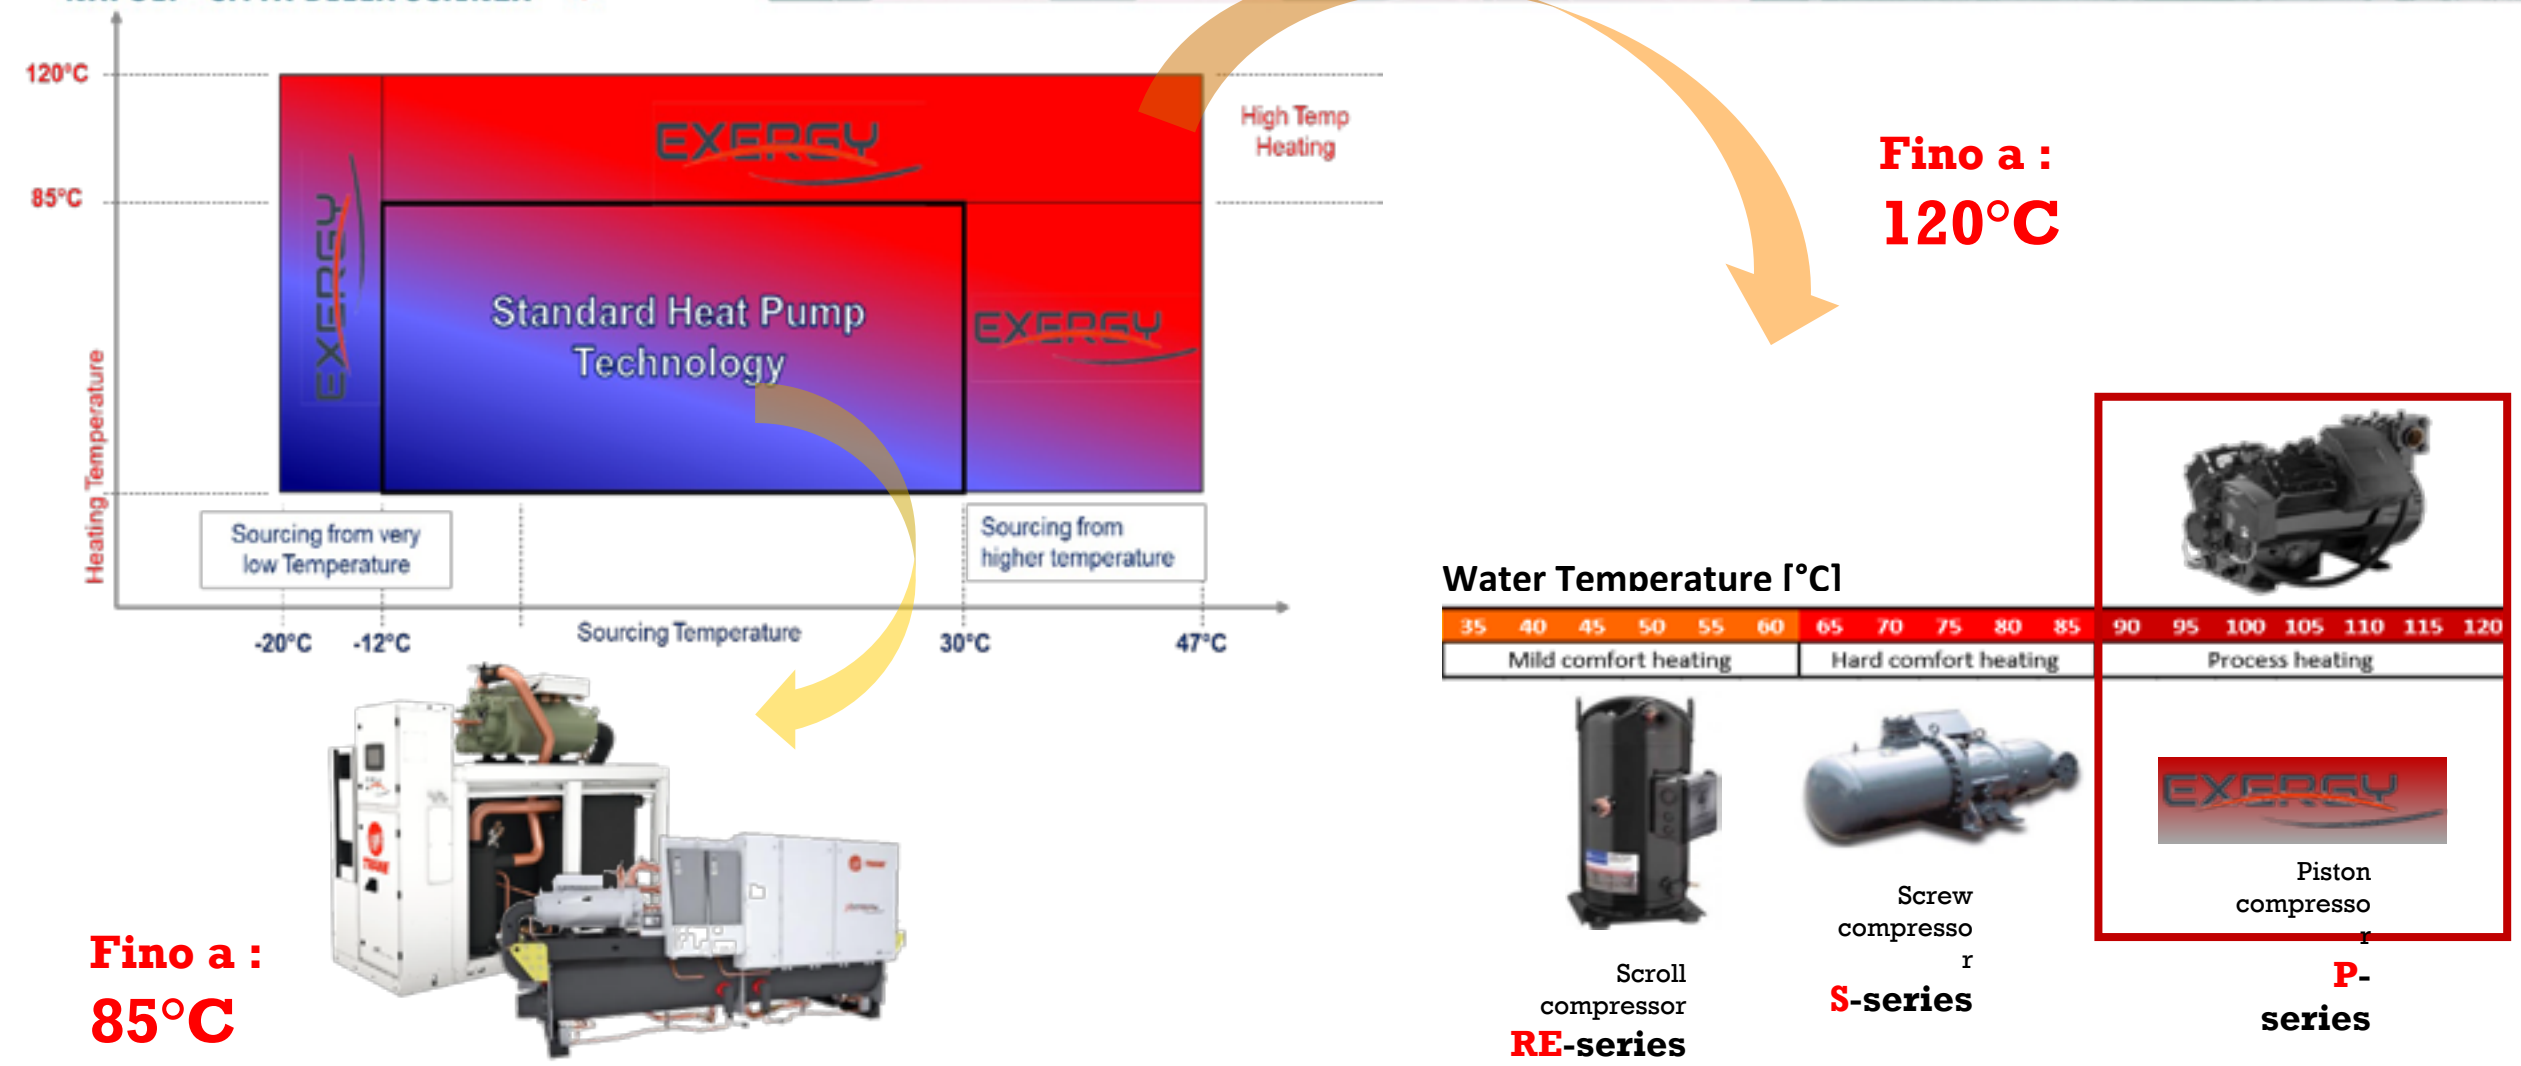 120°C
85°C
Heating Temperature
EXERGY
EXERGY
EXERGY
Standard Heat Pump
Technology
High Temp
Heating
Sourcing from very
low Temperature
Sourcing from
higher temperature
-20°C
-12°C
Sourcing Temperature
30°C
47°C
Fino a :
120°C
Fino a :
85°C
TRANE
TRANE
Water Temperature [°C]
35 40 45 50 55 60 65 70 75 80 85 90 95 100 105 110 115 120
Mild comfort heating
Hard comfort heating
Process heating
EXERGY
Scroll
compressor
RE-series
Screw
compresso
r
S-series
Piston
compresso
r
P-
series